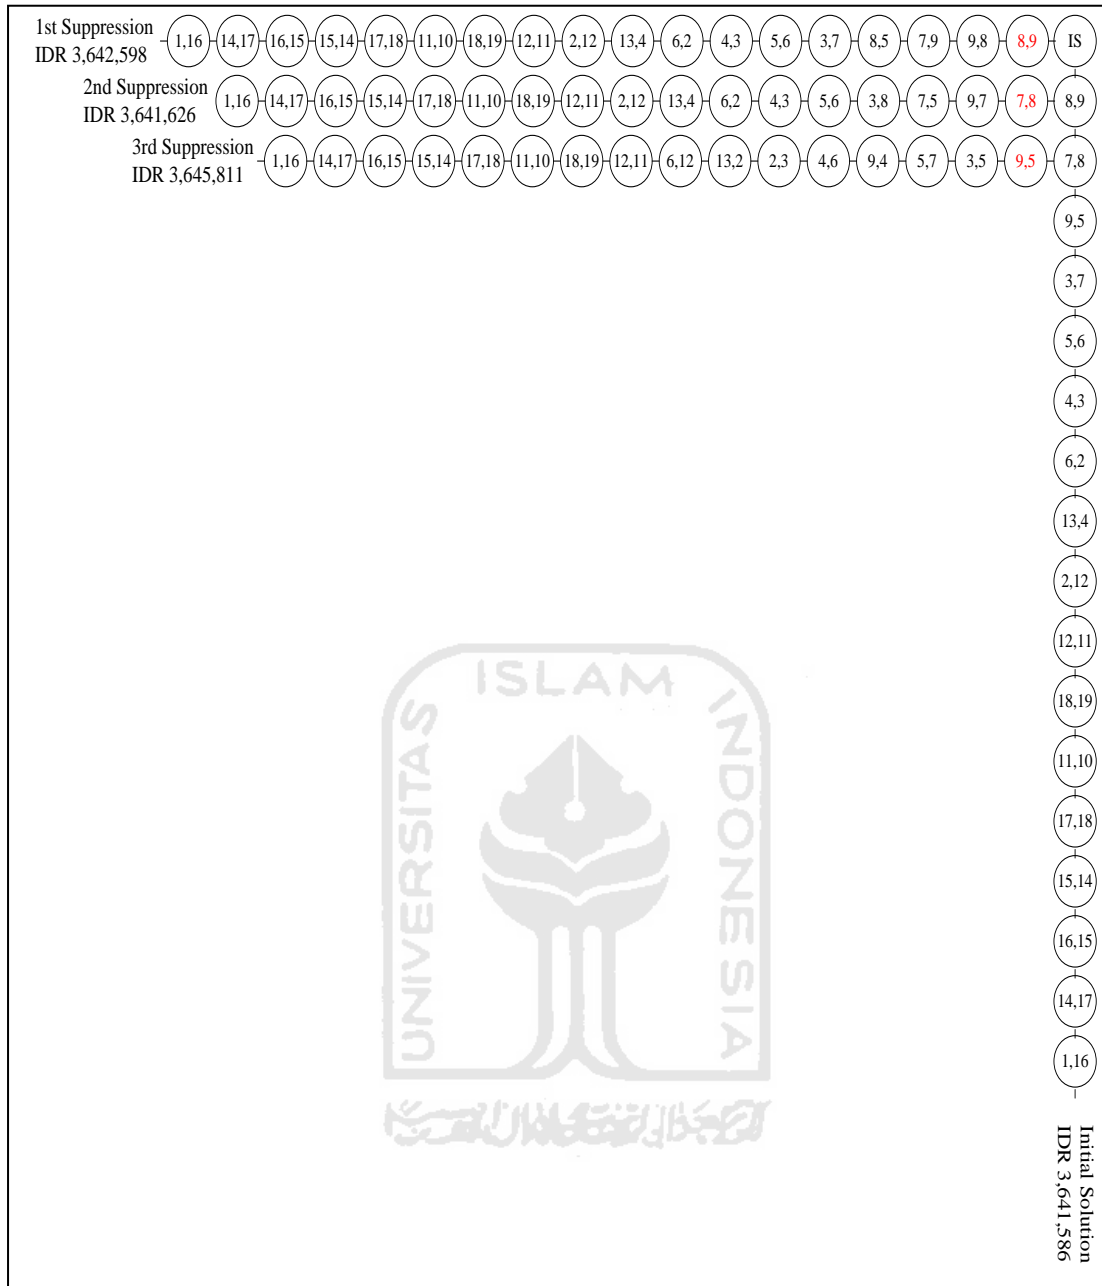 1st Suppression
IDR 3,642,598
1,16 14,17 16,15 15,14 17,18 11,10 18,19 12,11 2,12 13,4 6,2 4,3 5,6 3,7 8,5 7,9 9,8 8,9 IS
2nd Suppression
IDR 3,641,626
1,16 14,17 16,15 15,14 17,18 11,10 18,19 12,11 2,12 13,4 6,2 4,3 5,6 3,8 7,5 9,7 7,8 8,9
3rd Suppression
IDR 3,645,811
1,16 14,17 16,15 15,14 17,18 11,10 18,19 12,11 6,12 13,2 2,3 4,6 9,4 5,7 3,5 9,5 7,8
9,5
3,7
5,6
4,3
6,2
13,4
2,12
12,11
18,19
11,10
17,18
15,14
16,15
14,17
1,16
Initial Solution
IDR 3,641,586
UNIVERSITAS
ISLAM
INDONESIA